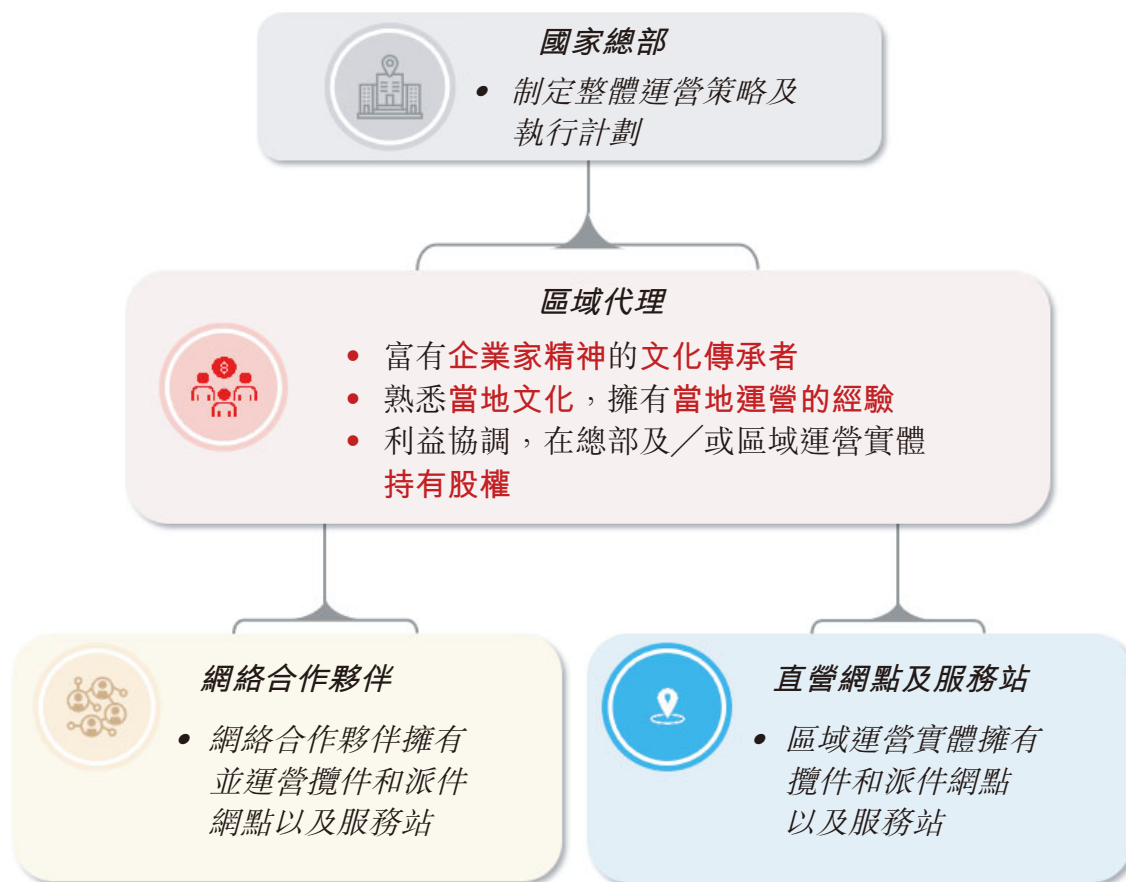 國家總部
• 制定整體運營策略及
執行計劃
區域代理
• 富有企業家精神的文化傳承者
• 熟悉當地文化，擁有當地運營的經驗
• 利益協調，在總部及／或區域運營實體
持有股權
網絡合作夥伴
• 網絡合作夥伴擁有
並運營攬件和派件
網點以及服務站
直營網點及服務站
• 區域運營實體擁有
攬件和派件網點
以及服務站